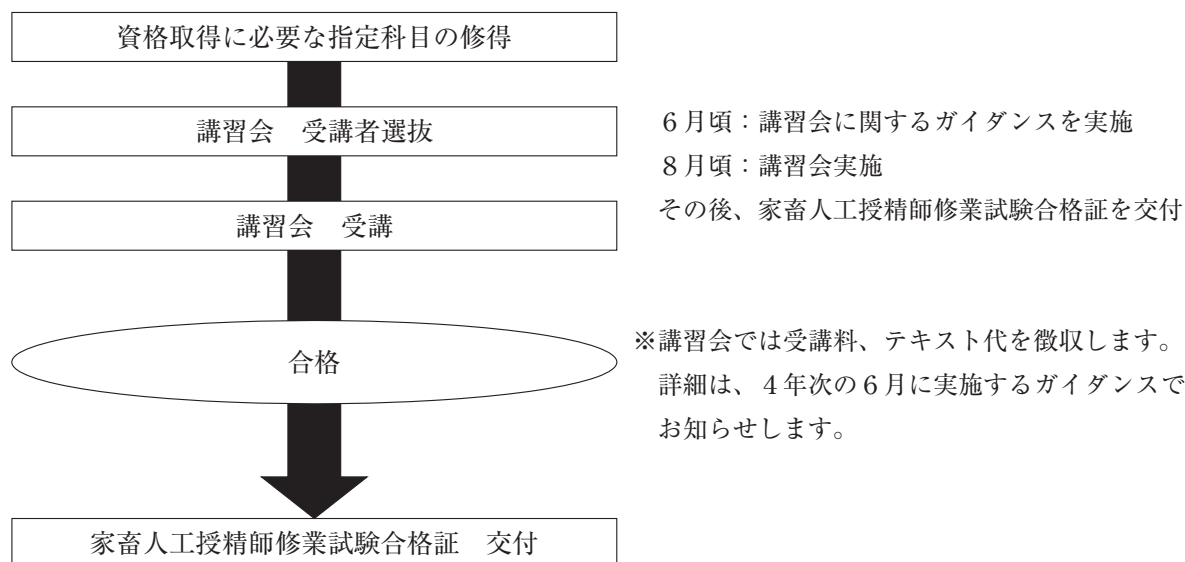 資格取得に必要な指定科目の修得
講習会　受講者選抜
６月頃：講習会に関するガイダンスを実施
８月頃：講習会実施
その後、家畜人工授精師修業試験合格証を交付
講習会　受講
合格
※講習会では受講料、テキスト代を徴収します。
詳細は、４年次の６月に実施するガイダンスで
お知らせします。
家畜人工授精師修業試験合格証　交付